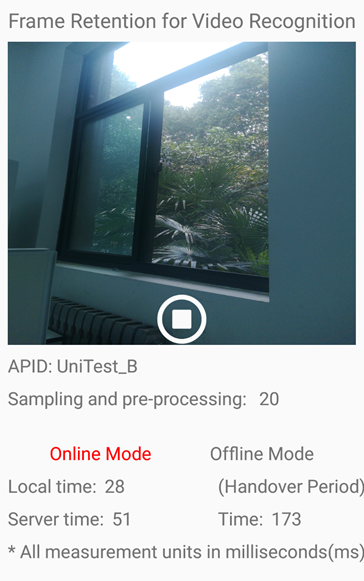 Frame Retention for Video Recognition
APID: UniTest_B
Sampling and pre-processing: 20
Online Mode Offline Mode
Local time: 28 (Handover Period)
Server time: 51 Time: 173
* All measurement units in milliseconds(ms)